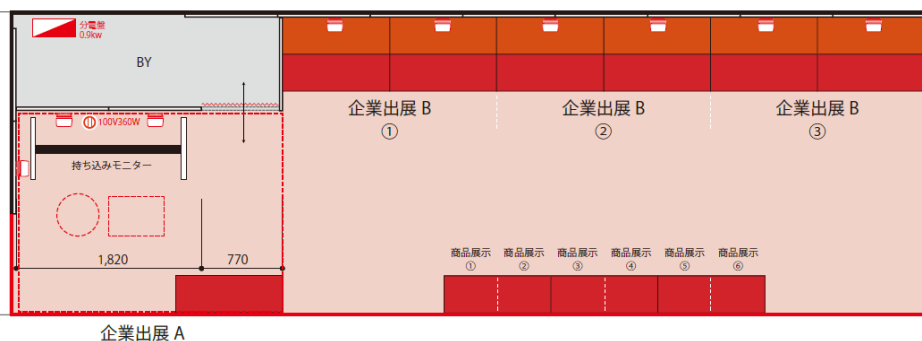 分電盤
0.9kw
BY
100V360W
持ち込みモニター
1,820
770
企業出展 A
企業出展 B
①
企業出展 B
②
企業出展 B
③
商品展示
①
商品展示
②
商品展示
③
商品展示
④
商品展示
⑤
商品展示
⑥